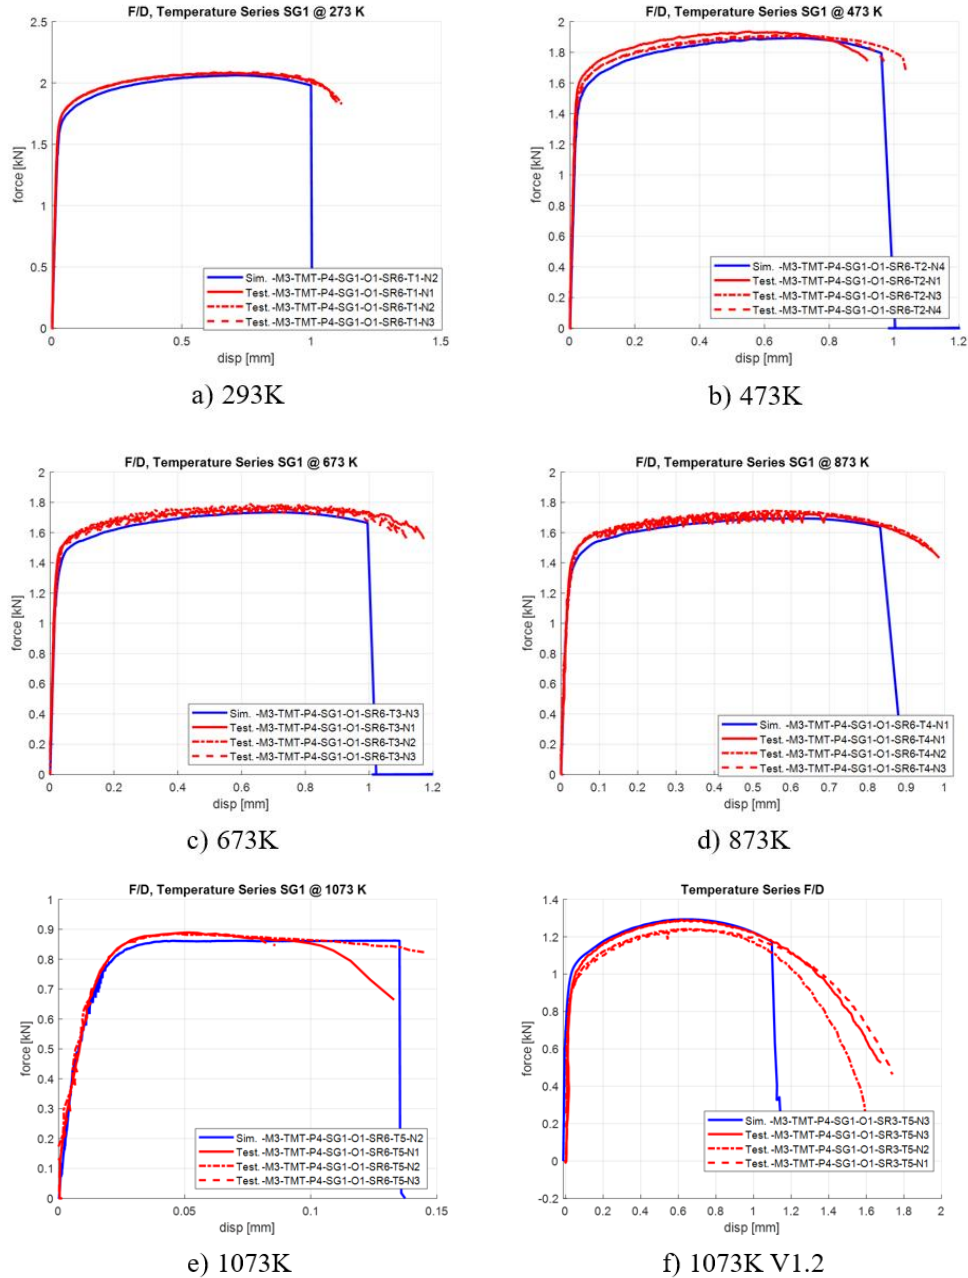 F/D, Temperature Series SG1 @ 273 K
2.5
2
1.5
1
0.5
0
force [kN]
0
0.5
1
1.5
disp [mm]
Sim. -M3-TMT-P4-SG1-O1-SR6-T1-N2
Test.-M3-TMT-P4-SG1-O1-SR6-T1-N1
Test.-M3-TMT-P4-SG1-O1-SR6-T1-N2
Test.-M3-TMT-P4-SG1-O1-SR6-T1-N3
a) 293K
F/D, Temperature Series SG1 @ 473 K
2
1.8
1.6
1.4
1.2
1
0.8
0.6
0.4
0.2
0
force [kN]
0
0.2
0.4
0.6
0.8
1
1.2
disp [mm]
Sim. -M3-TMT-P4-SG1-O1-SR6-T2-N4
Test.-M3-TMT-P4-SG1-O1-SR6-T2-N1
Test.-M3-TMT-P4-SG1-O1-SR6-T2-N3
Test.-M3-TMT-P4-SG1-O1-SR6-T2-N4
b) 473K
F/D, Temperature Series SG1 @ 673 K
2
1.8
1.6
1.4
1.2
1
0.8
0.6
0.4
0.2
0
force [kN]
0
0.2
0.4
0.6
0.8
1
1.2
disp [mm]
Sim. -M3-TMT-P4-SG1-O1-SR6-T3-N3
Test.-M3-TMT-P4-SG1-O1-SR6-T3-N1
Test.-M3-TMT-P4-SG1-O1-SR6-T3-N2
Test.-M3-TMT-P4-SG1-O1-SR6-T3-N3
c) 673K
F/D, Temperature Series SG1 @ 873 K
2
1.8
1.6
1.4
1.2
1
0.8
0.6
0.4
0.2
0
force [kN]
0
0.1
0.2
0.3
0.4
0.5
0.6
0.7
0.8
0.9
1
disp [mm]
Sim. -M3-TMT-P4-SG1-O1-SR6-T4-N1
Test.-M3-TMT-P4-SG1-O1-SR6-T4-N1
Test.-M3-TMT-P4-SG1-O1-SR6-T4-N2
Test.-M3-TMT-P4-SG1-O1-SR6-T4-N3
d) 873K
F/D, Temperature Series SG1 @ 1073 K
1
0.9
0.8
0.7
0.6
0.5
0.4
0.3
0.2
0.1
0
force [kN]
0
0.05
0.1
0.15
disp [mm]
Sim. -M3-TMT-P4-SG1-O1-SR6-T5-N2
Test.-M3-TMT-P4-SG1-O1-SR6-T5-N1
Test.-M3-TMT-P4-SG1-O1-SR6-T5-N2
Test.-M3-TMT-P4-SG1-O1-SR6-T5-N3
e) 1073K
Temperature Series F/D
1.4
1.2
1
0.8
0.6
0.4
0.2
0
-0.2
force [kN]
0
0.2
0.4
0.6
0.8
1
1.2
1.4
1.6
1.8
2
disp [mm]
Sim. -M3-TMT-P4-SG1-O1-SR3-T5-N3
Test.-M3-TMT-P4-SG1-O1-SR3-T5-N3
Test.-M3-TMT-P4-SG1-O1-SR3-T5-N2
Test.-M3-TMT-P4-SG1-O1-SR3-T5-N1
f) 1073K V1.2